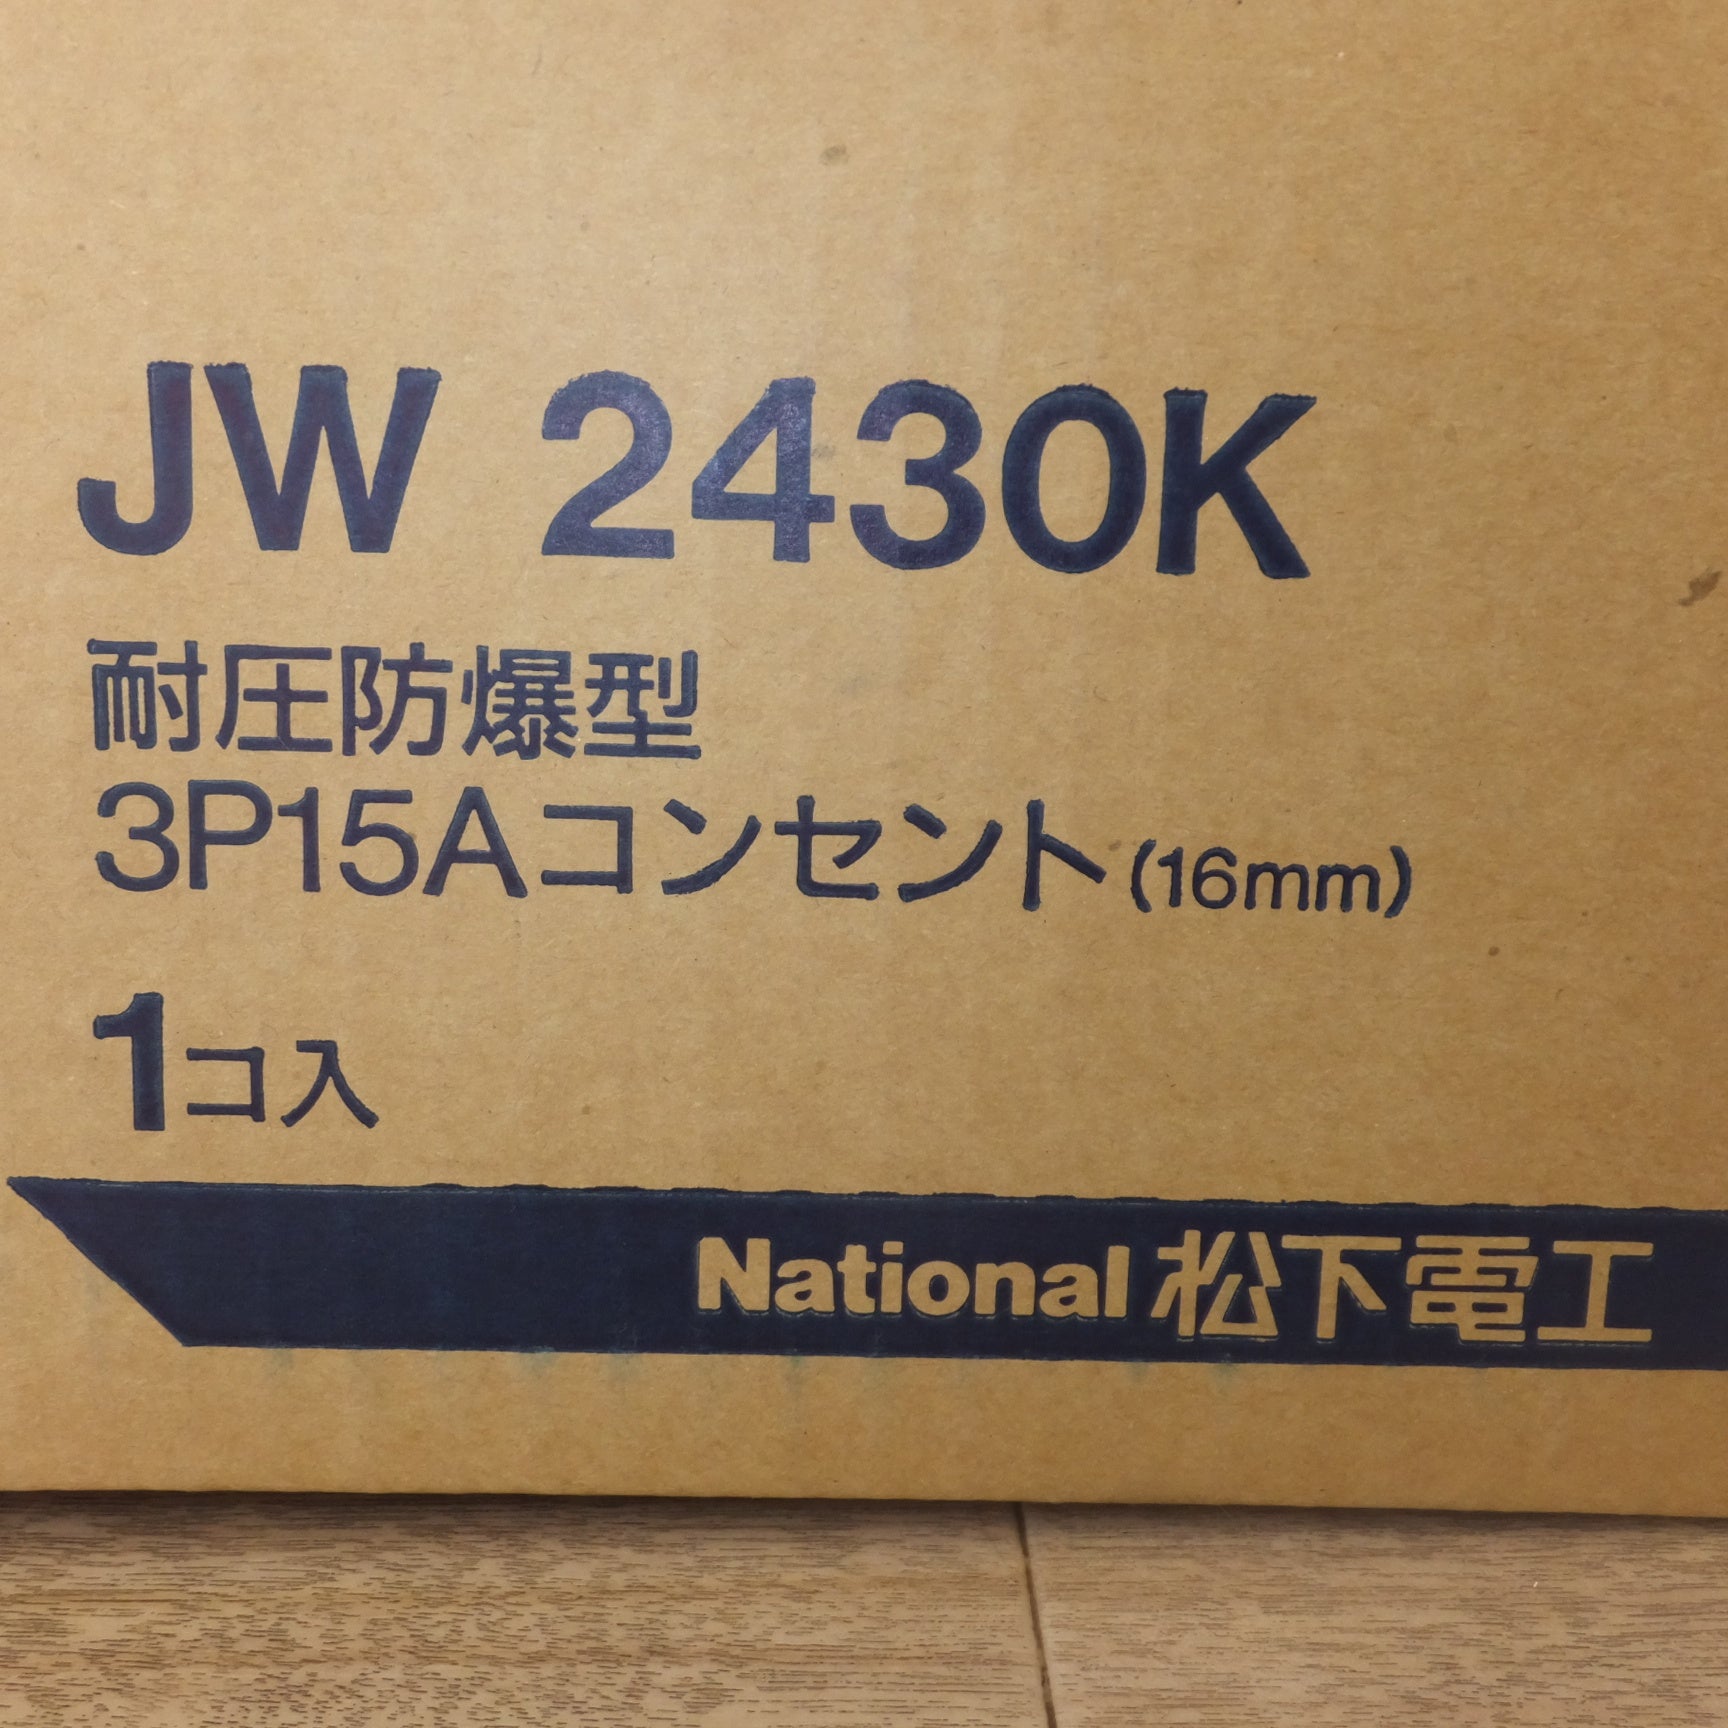 JW 2430K
耐圧防爆型
3P15Aコンセント(16mm)
1コ入
National 松下電工